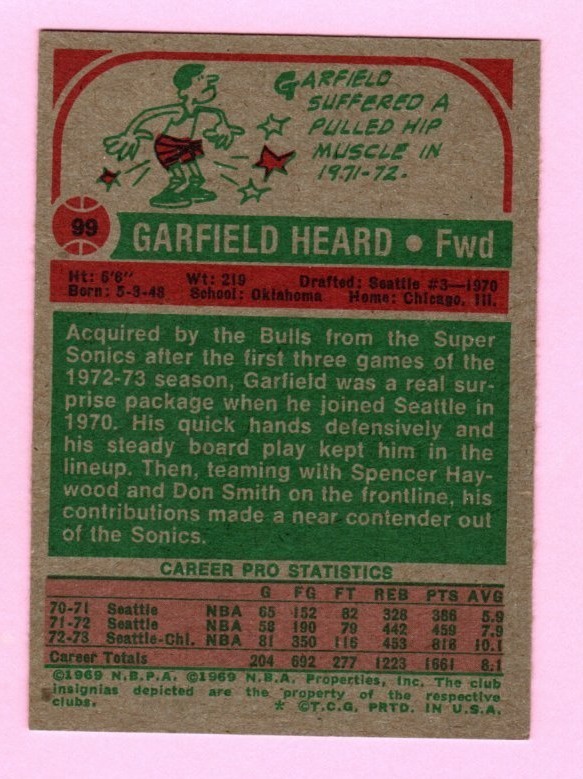 GARFIELD
SUFFERED A
PULLED HIP
MUSCLE IN
1971-72.
99
GARFIELD HEARD • Fwd
Ht: 6'6" Wt: 219 Drafted: Seattle #3—1970
Born: 5-3-48 School: Oklahoma Home: Chicago, Ill.
Acquired by the Bulls from the Super
Sonics after the first three games of the
1972-73 season, Garfield was a real sur-
prise package when he joined Seattle in
1970. His quick hands defensively and
his steady board play kept him in the
lineup. Then, teaming with Spencer Hay-
wood and Don Smith on the frontline, his
contributions made a near contender out
of the Sonics.
CAREER PRO STATISTICS
G FG FT REB PTS AVG
70-71 Seattle NBA 65 152 82 328 386 5.9
71-72 Seattle NBA 58 190 79 442 459 7.9
72-73 Seattle-Chi. NBA 81 350 116 453 816 10.1
Career Totals 204 692 277 1223 1661 8.1
©1969 N.B.P.A. ©1969 N.B.A. Properties, Inc. The club
insignias depicted are the property of the respective
clubs. * ©T.C.G. PRTD. IN U.S.A.